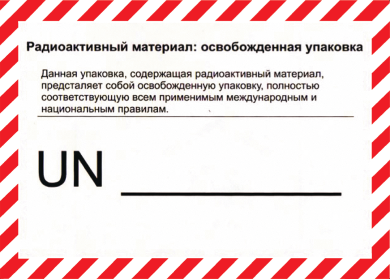 Радиоактивный материал: освобожденная упаковка
Данная упаковка, содержащая радиоактивный материал,
предсталяет собой освобожденную упаковку, полностью
соответствующую всем применимым международным и
национальным правилам.
UN